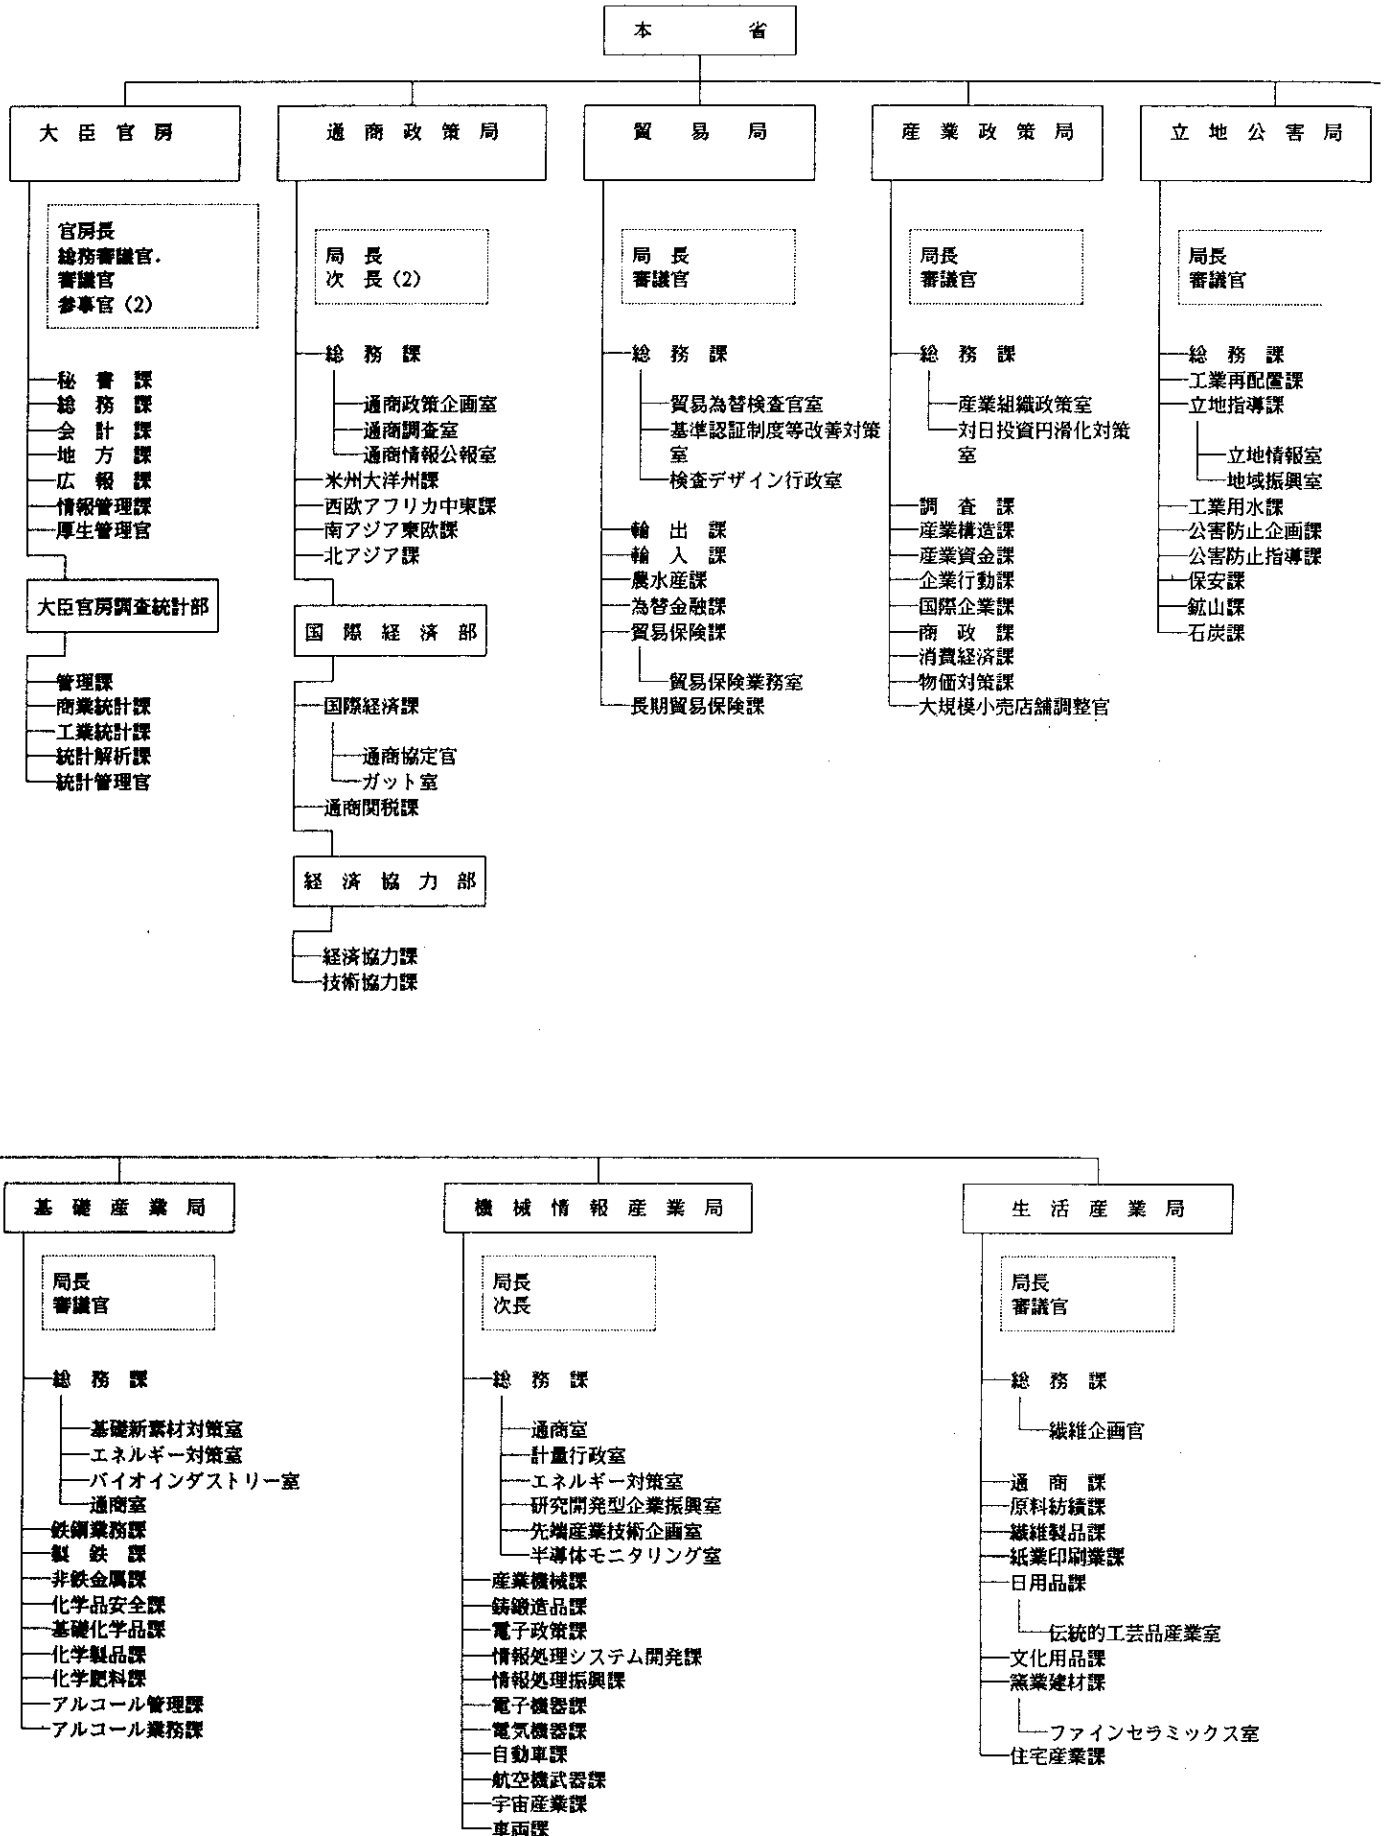 本省
大臣官房
官房長
総務審議官.
審議官
参事官(2)
秘書課
総務課
会計課
地方課
広報課
情報管理課
厚生管理官
大臣官房調査統計部
管理課
商業統計課
工業統計課
統計解析課
統計管理官
通商政策局
局長
次長(2)
総務課
通商政策企画室
通商調査室
通商情報公報室
米州大洋州課
西欧アフリカ中東課
南アジア東欧課
北アジア課
国際経済部
国際経済課
通商協定官
ガット室
通商関税課
経済協力部
経済協力課
技術協力課
貿易局
局長
審議官
総務課
貿易為替検査官室
基準認証制度等改善対策
室
検査デザイン行政室
輸出課
輸入課
農水産課
為替金融課
貿易保険課
貿易保険業務室
長期貿易保険課
産業政策局
局長
審議官
総務課
産業組織政策室
対日投資円滑化対策
室
調査課
産業構造課
産業資金課
企業行動課
国際企業課
商政課
消費経済課
物価対策課
大規模小売店舗調整官
立地公害局
局長
審議官
総務課
工業再配置課
立地指導課
立地情報室
地域振興室
工業用水課
公害防止企画課
公害防止指導課
保安課
鉱山課
石炭課
基礎産業局
局長
審議官
総務課
基礎新素材対策室
エネルギー対策室
バイオインダストリー室
通商室
鉄鋼業務課
製鉄課
非鉄金属課
化学品安全課
基礎化学品課
化学製品課
化学肥料課
アルコール管理課
アルコール業務課
機械情報産業局
局長
次長
総務課
通商室
計量行政室
エネルギー対策室
研究開発型企業振興室
先端産業技術企画室
半導体モニタリング室
産業機械課
鋳鍛造品課
電子政策課
情報処理システム開発課
情報処理振興課
電子機器課
電気機器課
自動車課
航空機武器課
宇宙産業課
車両課
生活産業局
局長
審議官
総務課
繊維企画官
通商課
原料紡績課
繊維製品課
紙業印刷業課
日用品課
伝統的工芸品産業室
文化用品課
窯業建材課
ファインセラミックス室
住宅産業課